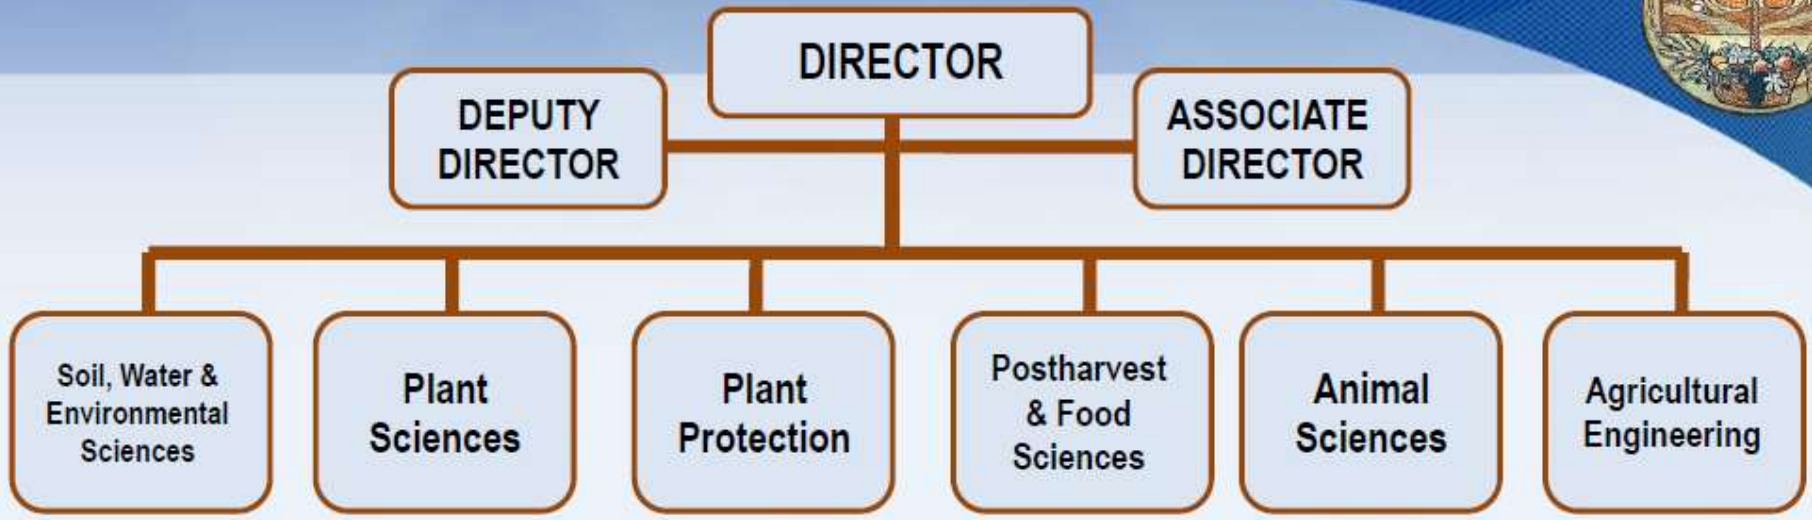 DIRECTOR
DEPUTY
DIRECTOR
ASSOCIATE
DIRECTOR
Soil, Water &
Environmental
Sciences
Plant
Sciences
Plant
Protection
Postharvest
& Food
Sciences
Animal
Sciences
Agricultural
Engineering